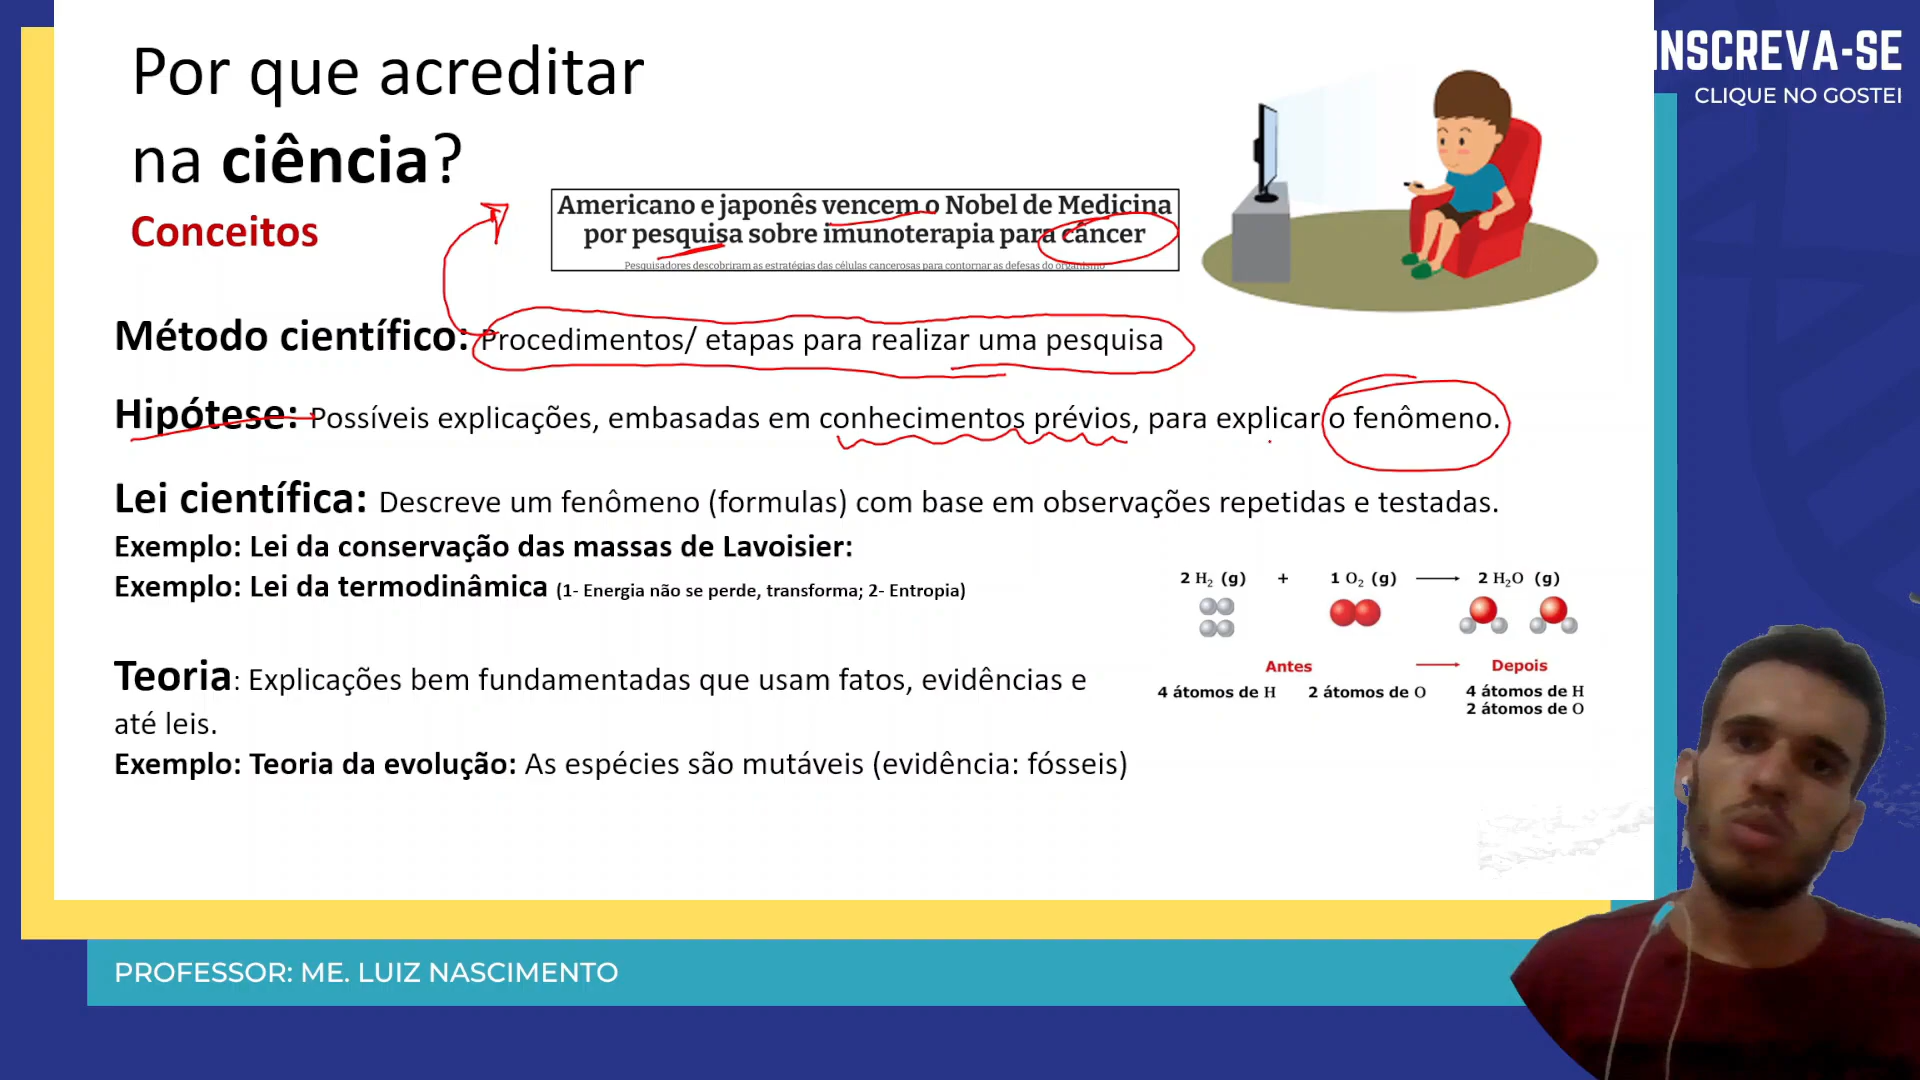 Por que acreditar
na ciência?
Conceitos
INSCREVA-SE
CLIQUE NO GOSTEI
Americano e japonês vencem o Nobel de Medicina
por pesquisa sobre imunoterapia para câncer
Pesquisadores descobriram as estratégias das células cancerosas para contornar as defesas do organismo
Método científico: Procedimentos/ etapas para realizar uma pesquisa
Hipótese: Possíveis explicações, embasadas em conhecimentos prévios, para explicar o fenômeno.
Lei científica: Descreve um fenômeno (formulas) com base em observações repetidas e testadas.
Exemplo: Lei da conservação das massas de Lavoisier:
Exemplo: Lei da termodinâmica (1- Energia não se perde, transforma; 2- Entropia)
2 H₂ (g) + 1 O₂ (g) → 2 H₂O (g)
Antes → Depois
4 átomos de H 2 átomos de O 4 átomos de H
2 átomos de O
Teoria: Explicações bem fundamentadas que usam fatos, evidências e
até leis.
Exemplo: Teoria da evolução: As espécies são mutáveis (evidência: fósseis)
PROFESSOR: ME. LUIZ NASCIMENTO